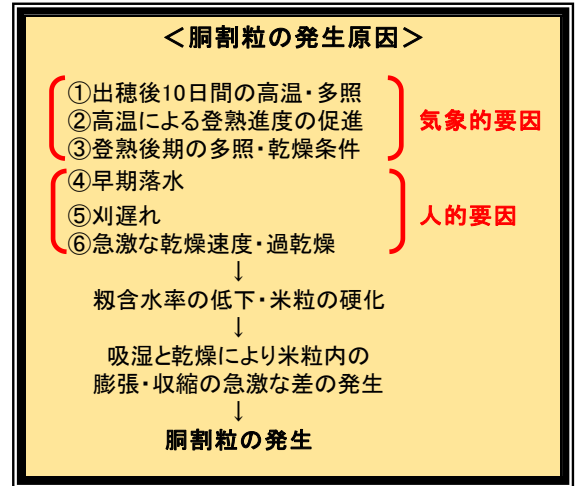 ＜胴割粒の発生原因＞
①出穂後10日間の高温・多照
②高温による登熟進度の促進
③登熟後期の多照・乾燥条件
気象的要因
④早期落水
⑤刈遅れ
⑥急激な乾燥速度・過乾燥
人的要因
↓
籾含水率の低下・米粒の硬化
↓
吸湿と乾燥により米粒内の
膨張・収縮の急激な差の発生
↓
胴割粒の発生